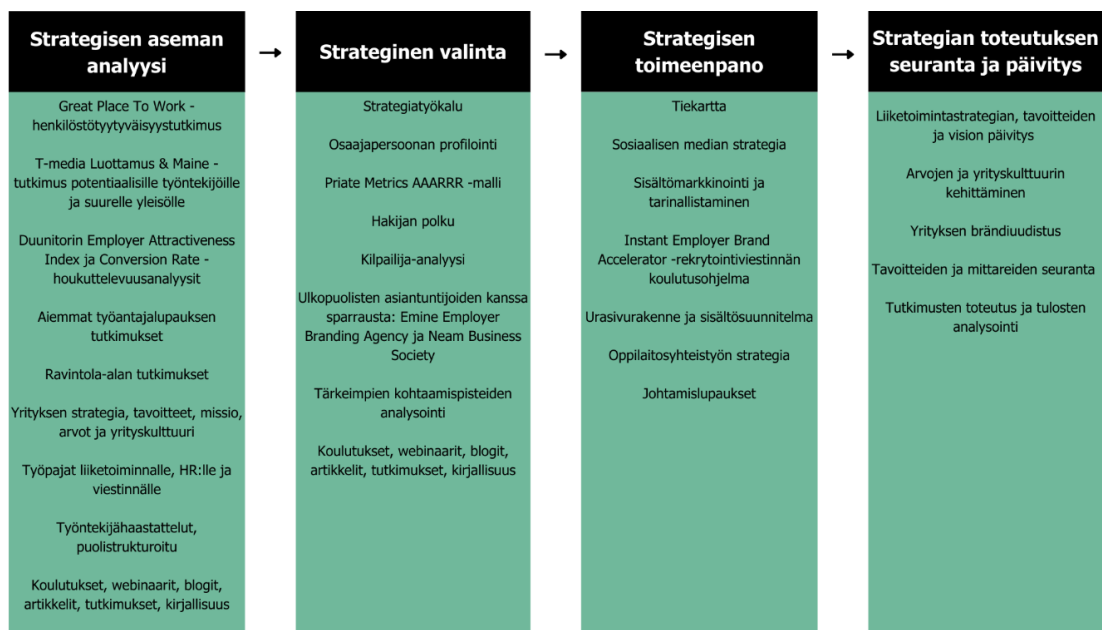 Strategisen aseman
analyysi
Great Place To Work -
henkilöstötyytyväisyystutkimus
T-media Luottamus & Maine -
tutkimus potentiaalisille työntekijöille
ja suurelle yleisölle
Duunitorin Employer Attractiveness
Index ja Conversion Rate -
houkuttelevuusanalyysit
Aiemmat työantajalupauksen
tutkimukset
Ravintola-alan tutkimukset
Yrityksen strategia, tavoitteet, missio,
arvot ja yrityskulttuuri
Työpajat liiketoiminnalle, HR:lle ja
viestinnälle
Työntekijähaastattelut,
puolistrukturoitu
Koulutukset, webinaarit, blogit,
artikkelit, tutkimukset, kirjallisuus
Strateginen valinta
Strategiatyökalu
Osaajapersoonan profilointi
Priate Metrics AAARRR -malli
Hakijan polku
Kilpailija-analyysi
Ulkopuolisten asiantuntijoiden kanssa
sparrausta: Emine Employer
Branding Agency ja Neam Business
Society
Tärkeimpien kohtaamispisteiden
analysointi
Koulutukset, webinaarit, blogit,
artikkelit, tutkimukset, kirjallisuus
Strategisen
toimeenpano
Tiekartta
Sosiaalisen median strategia
Sisältömarkkinointi ja
tarinallistaminen
Instant Employer Brand
Accelerator -rekrytointiviestinnän
koulutusohjelma
Urasivurakenne ja sisältösuunnitelma
Oppilaitosyhteistyön strategia
Johtamislupaukset
Strategian toteutuksen
seuranta ja päivitys
Liiketoimintastrategian, tavoitteiden
ja vision päivitys
Arvojen ja yrityskulttuurin
kehittäminen
Yrityksen brändiuudistus
Tavoitteiden ja mittareiden seuranta
Tutkimusten toteutus ja tulosten
analysointi